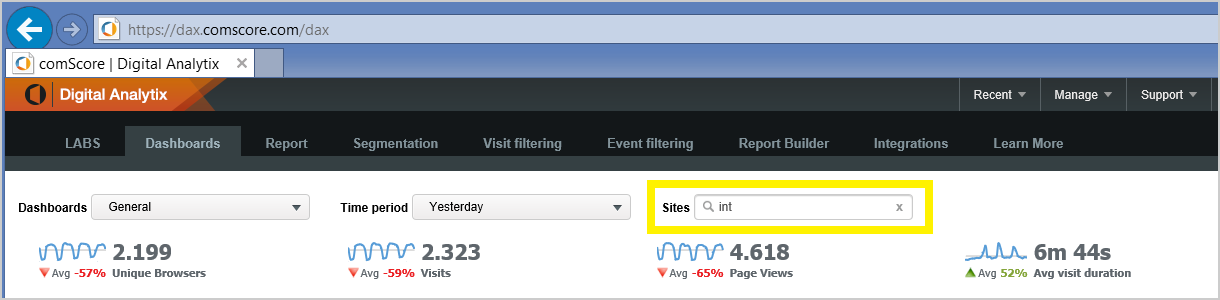 https://dax.comscore.com/dax
comScore | Digital Analytix ×
Digital Analytix Recent Manage Support
LABS Dashboards Report Segmentation Visit filtering Event filtering Report Builder Integrations Learn More
Dashboards General Time period Yesterday Sites int x
2.199 2.323 4.618 6m 44s
Avg -57% Unique Browsers Avg -59% Visits Avg -65% Page Views Avg 52% Avg visit duration